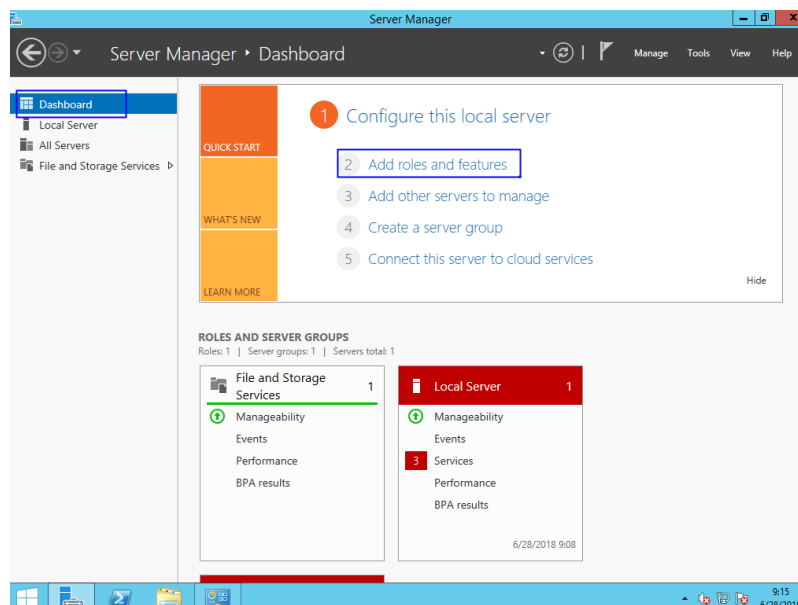 Server Manager
Server Manager • Dashboard
Manage Tools View Help
Dashboard
Local Server
All Servers
File and Storage Services
QUICK START
WHAT'S NEW
LEARN MORE
1 Configure this local server
2 Add roles and features
3 Add other servers to manage
4 Create a server group
5 Connect this server to cloud services
Hide
ROLES AND SERVER GROUPS
Roles: 1 | Server groups: 1 | Servers total: 1
File and Storage
Services
1
Manageability
Events
Performance
BPA results
Local Server 1
Manageability
Events
3 Services
Performance
BPA results
6/28/2018 9:08
9:15